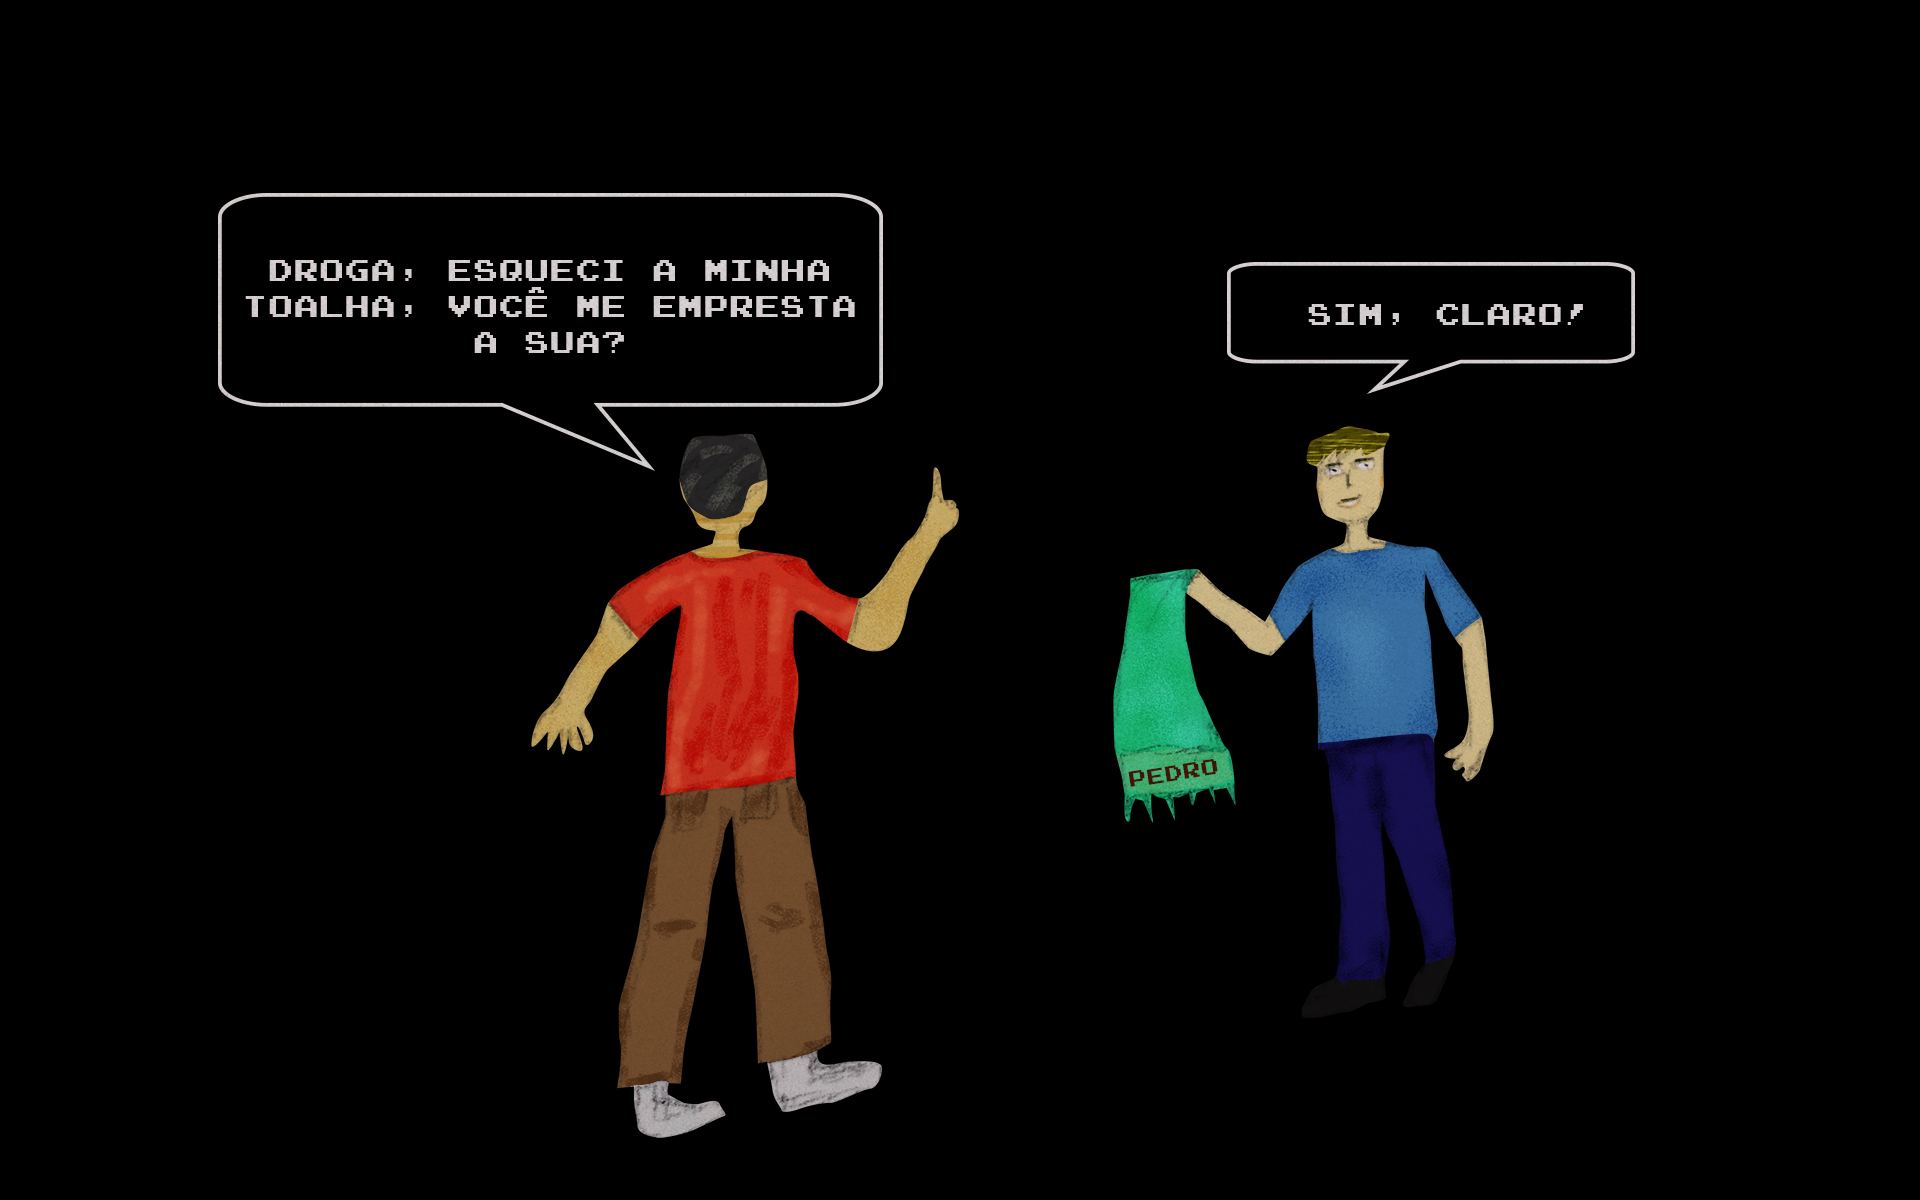 DROGA, ESQUECI A MINHA
TOALHA, VOCÊ ME EMPRESTA
A SUA?
SIM, CLARO!
PEDRO